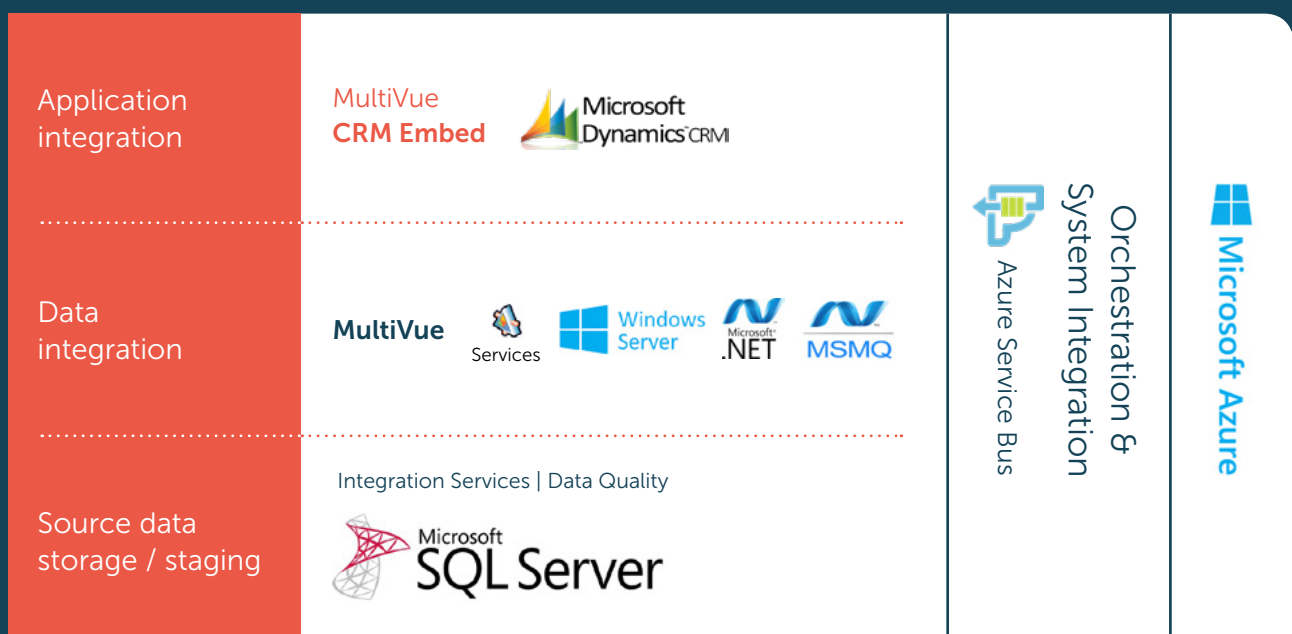 Application
integration
MultiVue
CRM Embed
Microsoft
Dynamics CRM
Data
integration
MultiVue
Services
Windows
Server
Microsoft
.NET
MSMQ
Source data
storage / staging
Integration Services | Data Quality
Microsoft
SQL Server
Orchestration &
System Integration
Azure Service Bus
Microsoft Azure